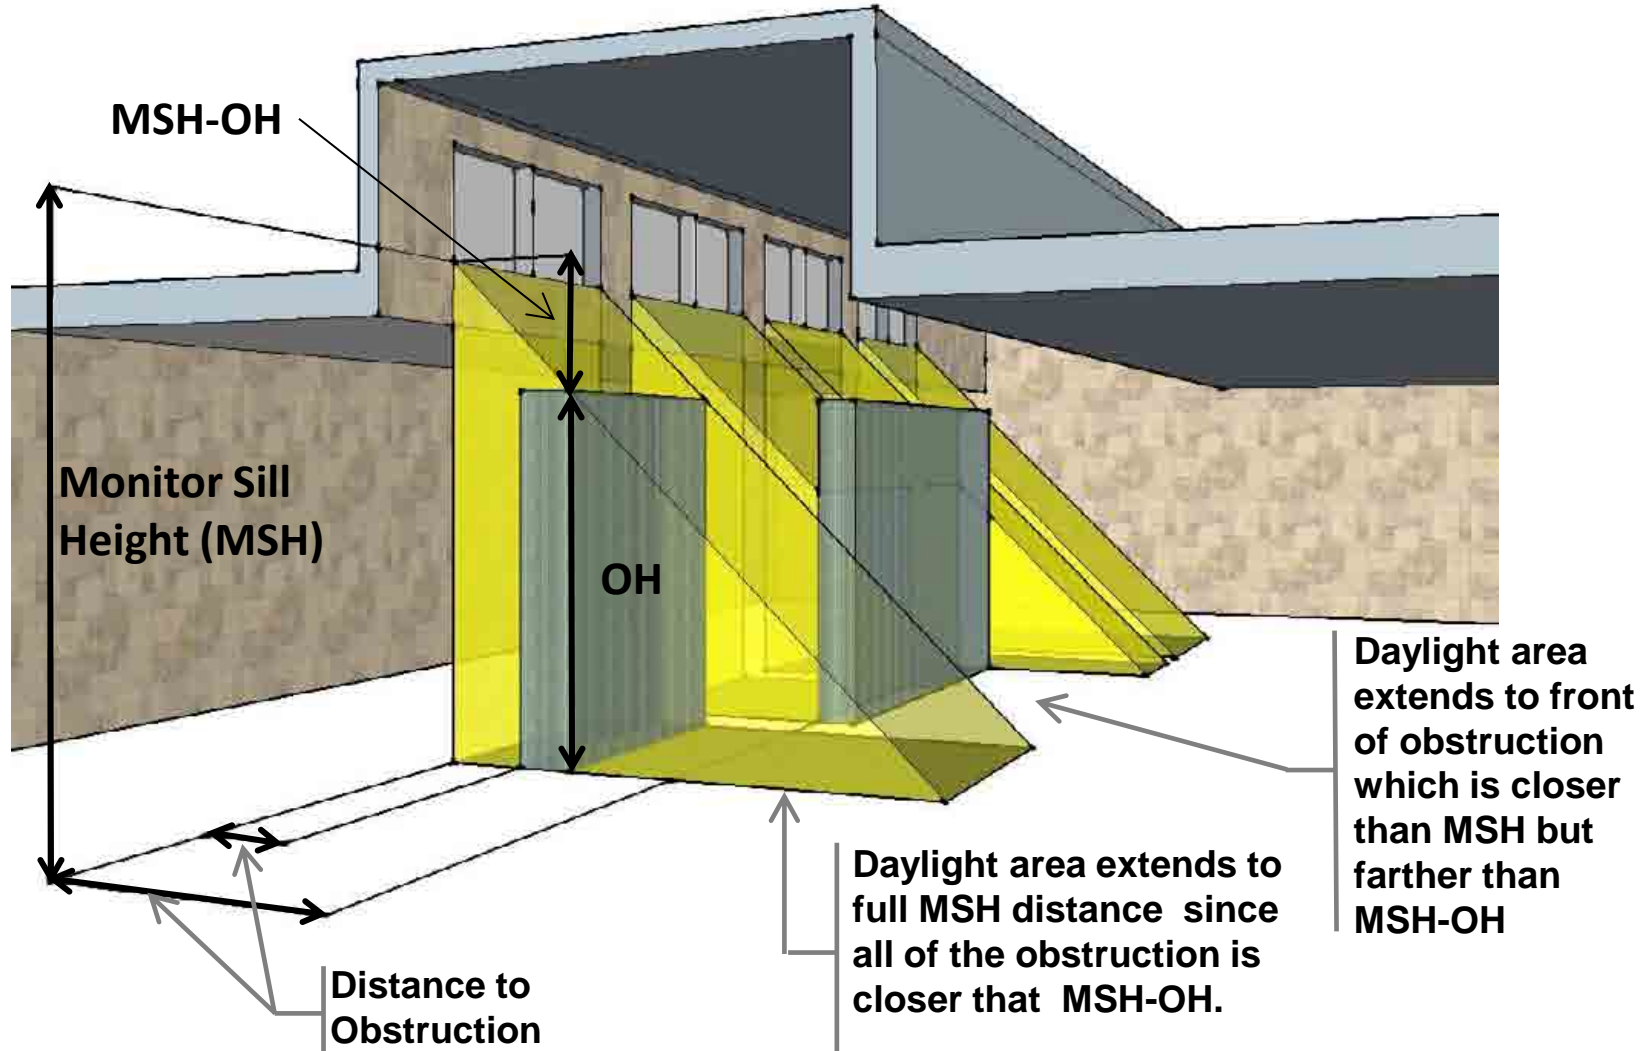 MSH-OH
Monitor Sill
Height (MSH)
OH
Daylight area
extends to front
of obstruction
which is closer
than MSH but
farther than
MSH-OH
Daylight area extends to
full MSH distance since
all of the obstruction is
closer that MSH-OH.
Distance to
Obstruction